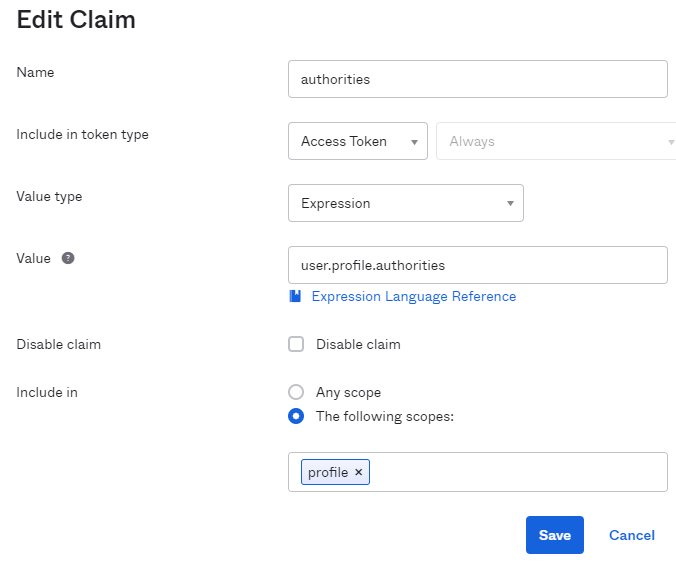 Edit Claim
Name
authorities
Include in token type
Access Token
Always
Value type
Expression
Value ?
user.profile.authorities
Expression Language Reference
Disable claim
Disable claim
Include in
Any scope
The following scopes:
profile ×
Save
Cancel